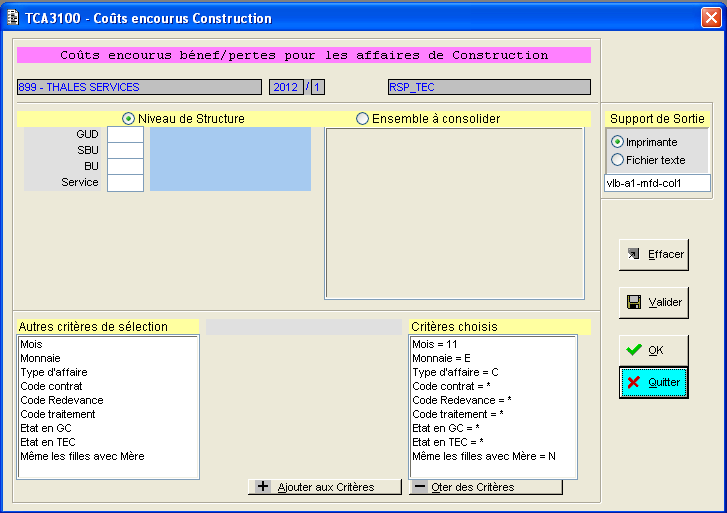 TCA3100 - Coûts encourus Construction
Coûts encourus bénef/pertes pour les affaires de Construction
899 - THALES SERVICES 2012 / 1 RSP_TEC
Niveau de Structure Ensemble à consolider
GUD
SBU
BU
Service
Support de Sortie
Imprimante
Fichier texte
vlb-a1-mfd-col1
Effacer
Valider
OK
Quitter
Autres critères de sélection
Mois
Monnaie
Type d'affaire
Code contrat
Code Redevance
Code traitement
Etat en GC
Etat en TEC
Même les filles avec Mère
Critères choisis
Mois = 11
Monnaie = E
Type d'affaire = C
Code contrat = *
Code Redevance = *
Code traitement = *
Etat en GC = *
Etat en TEC = *
Même les filles avec Mère = N
Ajouter aux Critères
Oter des Critères